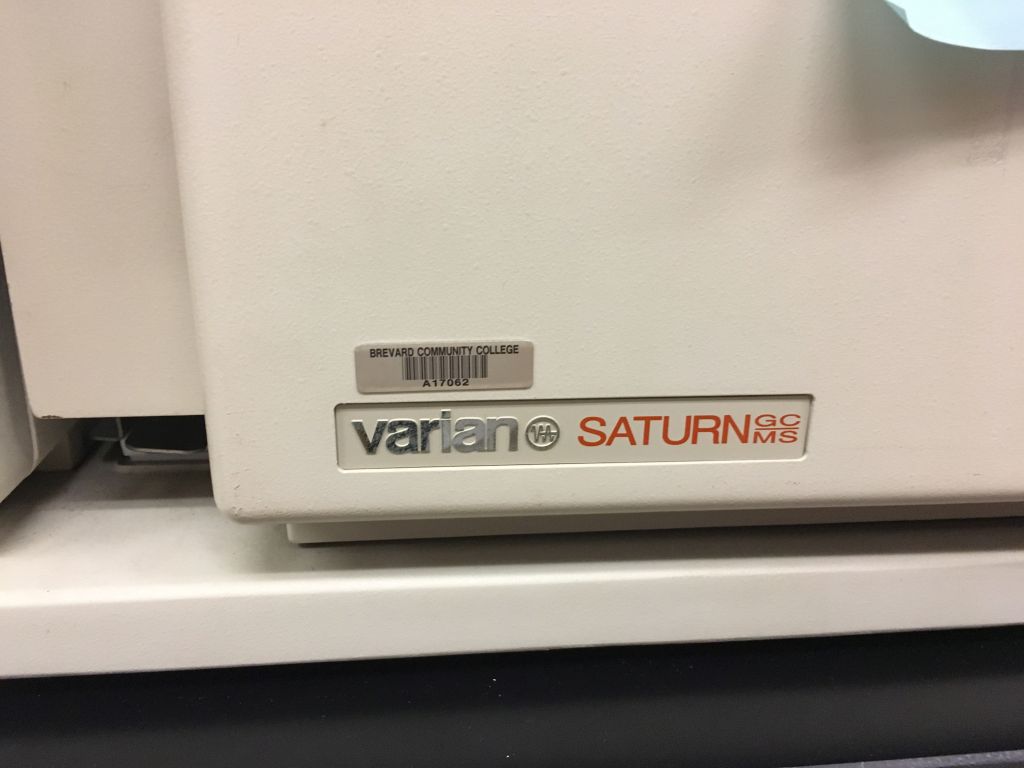 BREVARD COMMUNITY COLLEGE
A17062
varian SATURN GC
MS